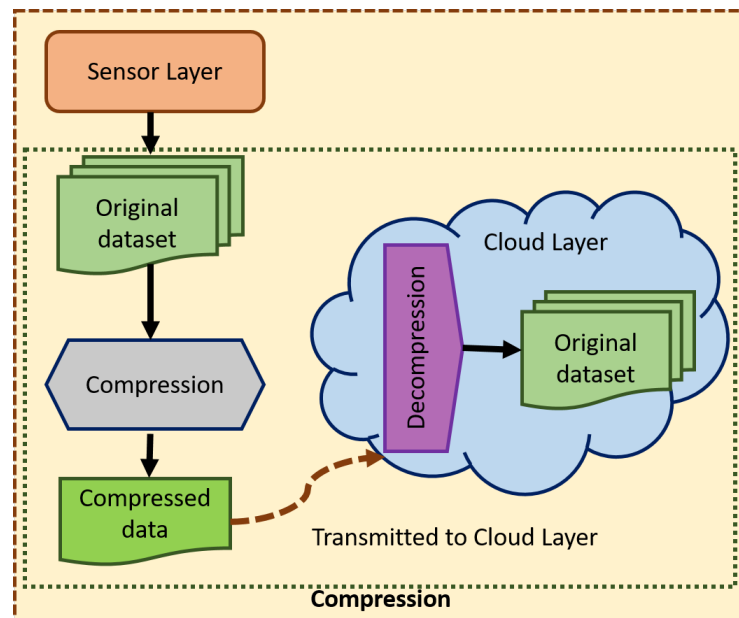 Sensor Layer
Original
dataset
Compression
Compressed
data
Cloud Layer
Decompression
Original
dataset
Transmitted to Cloud Layer
Compression